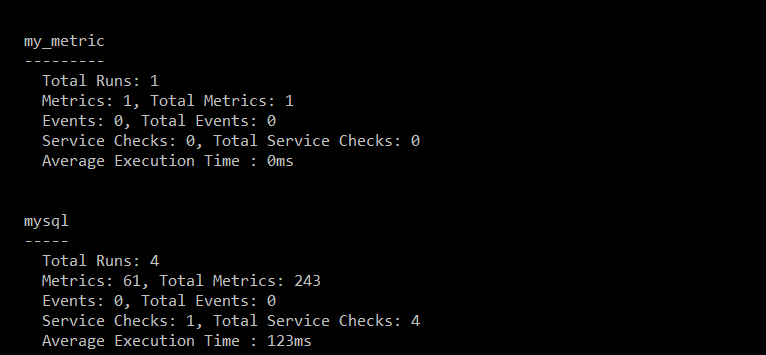 my_metric
---------
Total Runs: 1
Metrics: 1, Total Metrics: 1
Events: 0, Total Events: 0
Service Checks: 0, Total Service Checks: 0
Average Execution Time : 0ms
mysql
-----
Total Runs: 4
Metrics: 61, Total Metrics: 243
Events: 0, Total Events: 0
Service Checks: 1, Total Service Checks: 4
Average Execution Time : 123ms